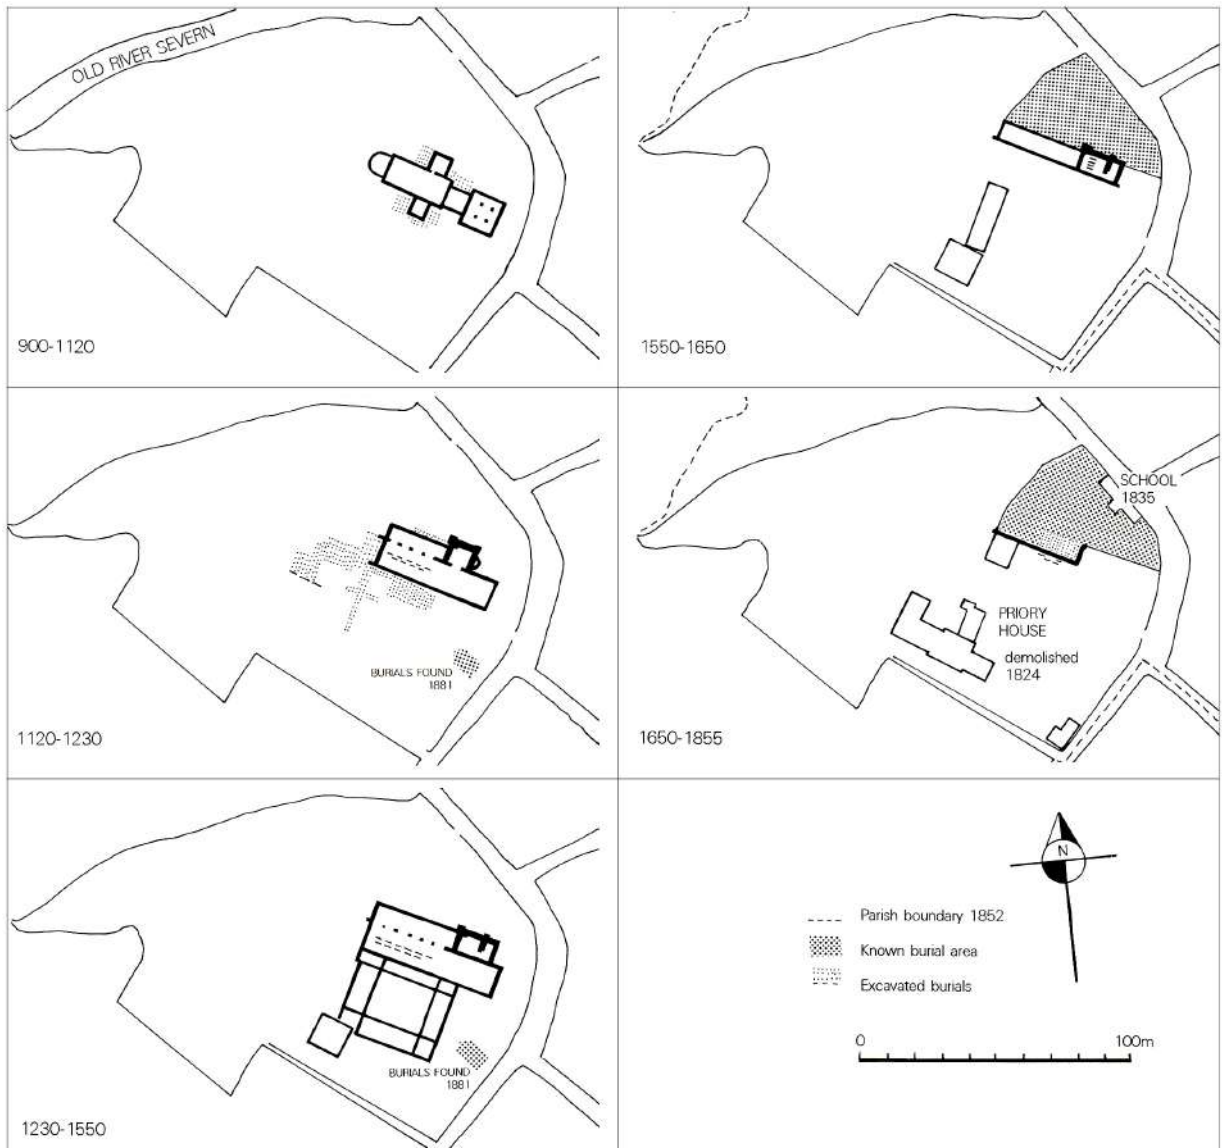 OLD RIVER SEVERN
900-1120
1550-1650
BURIALS FOUND
1881
1120-1230
SCHOOL
1835
PRIORY
HOUSE
demolished
1824
1650-1855
BURIALS FOUND
1881
1230-1550
N
Parish boundary 1852
Known burial area
Excavated burials
0
100m